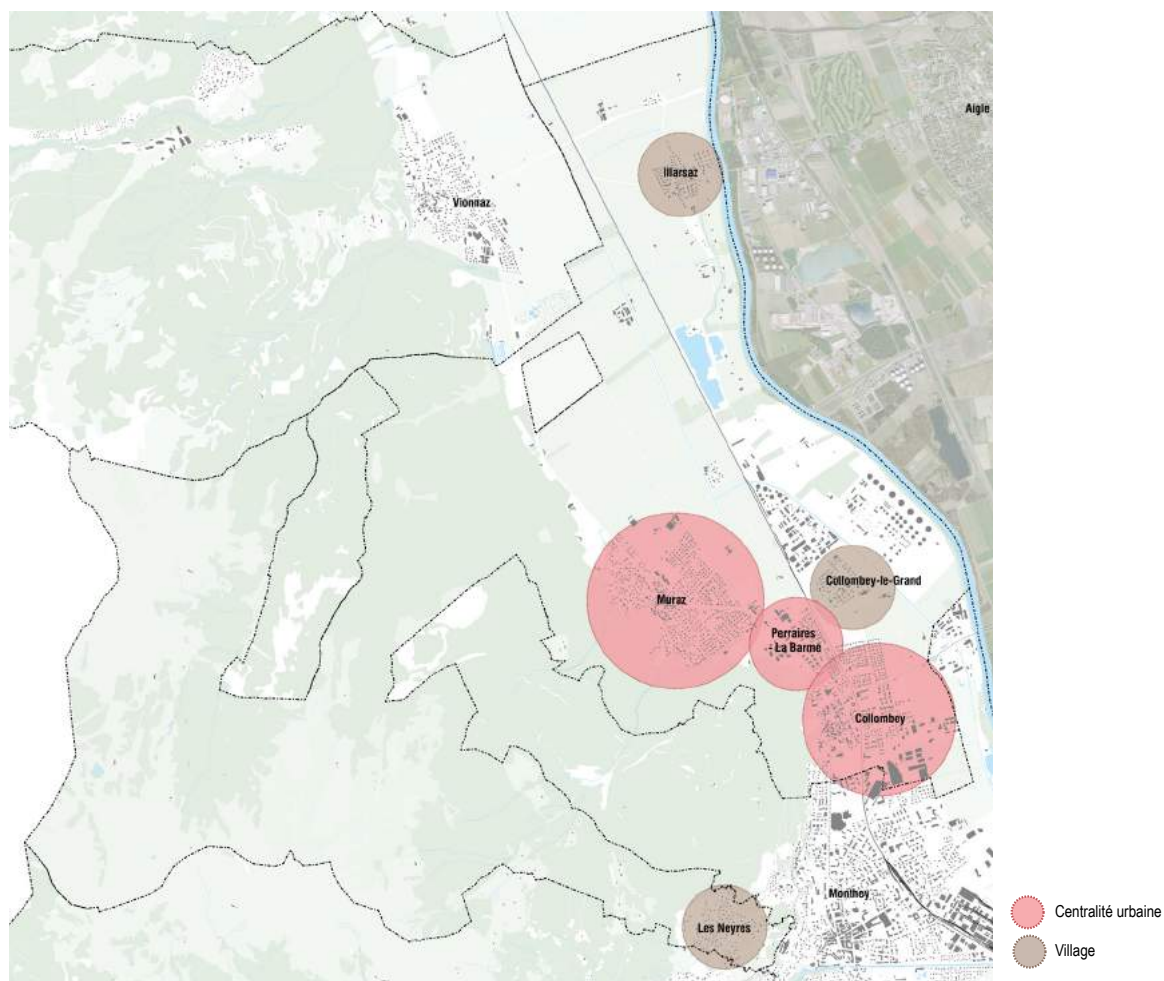 Aigle
Illarsaz
Vionnaz
Collombey-le-Grand
Muraz
Perraires
- La Barme
Collombey
Monthey
Les Neyres
Centralité urbaine
Village